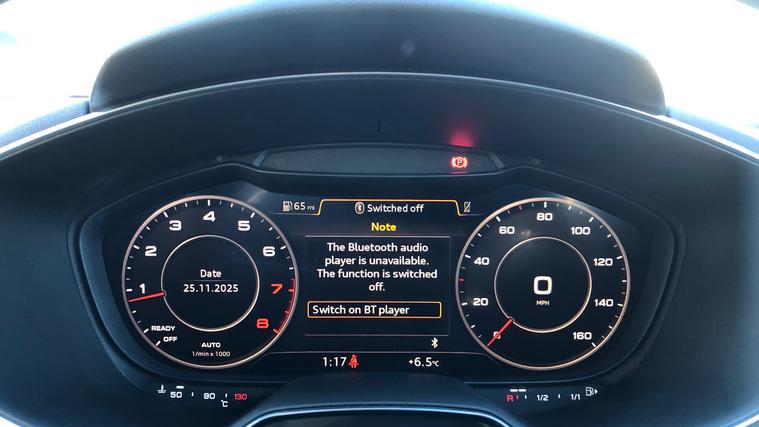 P
65 mi
Switched off
Note
The Bluetooth audio
player is unavailable.
The function is switched
off.
Switch on BT player
1
2
3
4
5
6
7
8
Date
25.11.2025
READY
OFF
AUTO
1/min x 1000
0
20
40
60
80
100
120
140
160
0
MPH
1:17
+6.5°C
50
90
130
°C
R
1/2
1/1